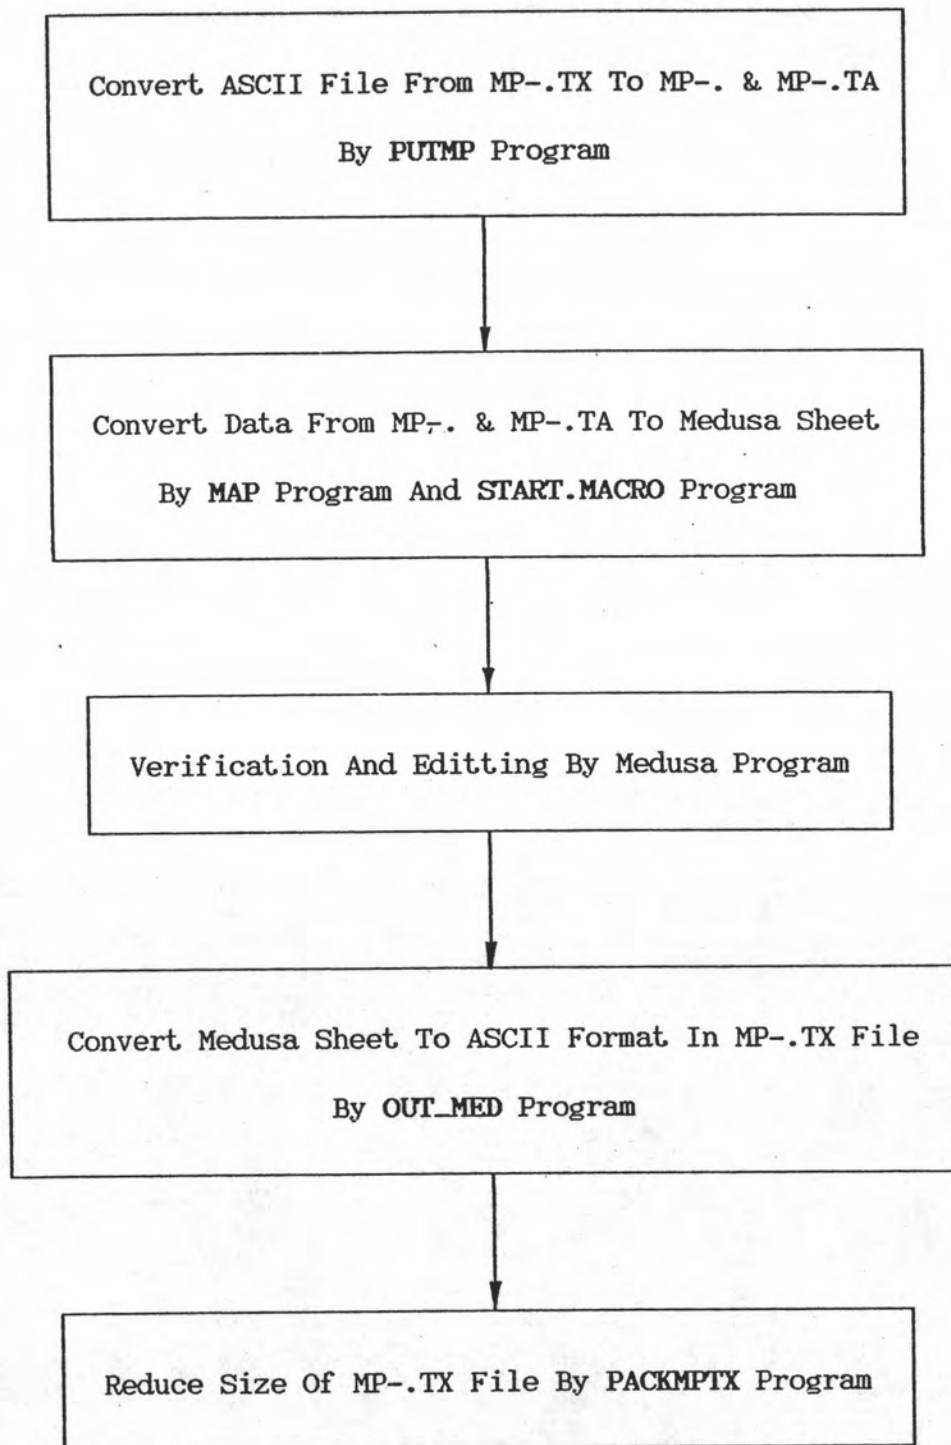 Convert ASCII File From MP-.TX To MP-. & MP-.TA
By PUTMP Program
Convert Data From MP-. & MP-.TA To Medusa Sheet
By MAP Program And START.MACRO Program
Verification And Editting By Medusa Program
Convert Medusa Sheet To ASCII Format In MP-.TX File
By OUT_MED Program
Reduce Size Of MP-.TX File By PACKMPTX Program